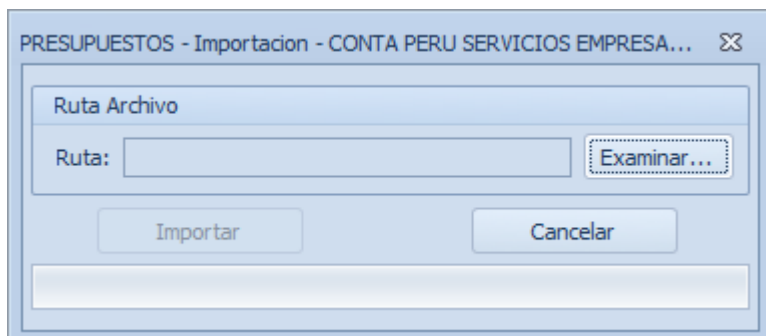 PRESUPUESTOS - Importacion - CONTA PERU SERVICIOS EMPRESA...
Ruta Archivo
Ruta: Examinar...
Importar Cancelar